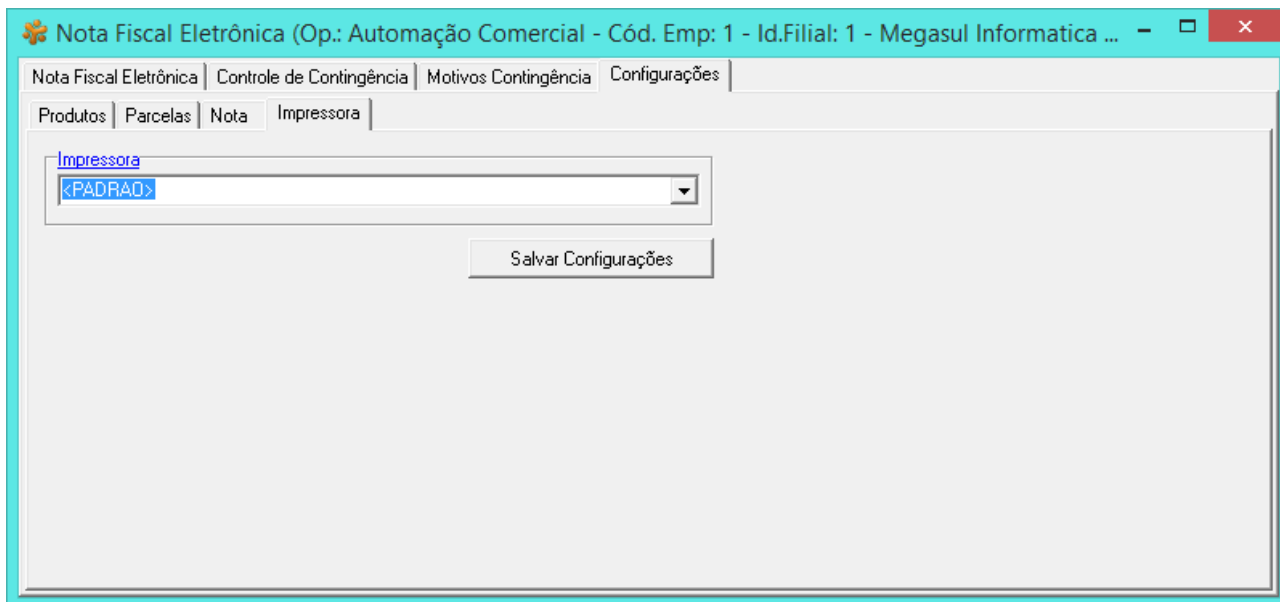 Nota Fiscal Eletrônica (Op.: Automação Comercial - Cód. Emp: 1 - Id.Filial: 1 - Megasul Informatica ...
Nota Fiscal Eletrônica Controle de Contingência Motivos Contingência Configurações
Produtos Parcelas Nota Impressora
Impressora
<PADRAO>
Salvar Configurações